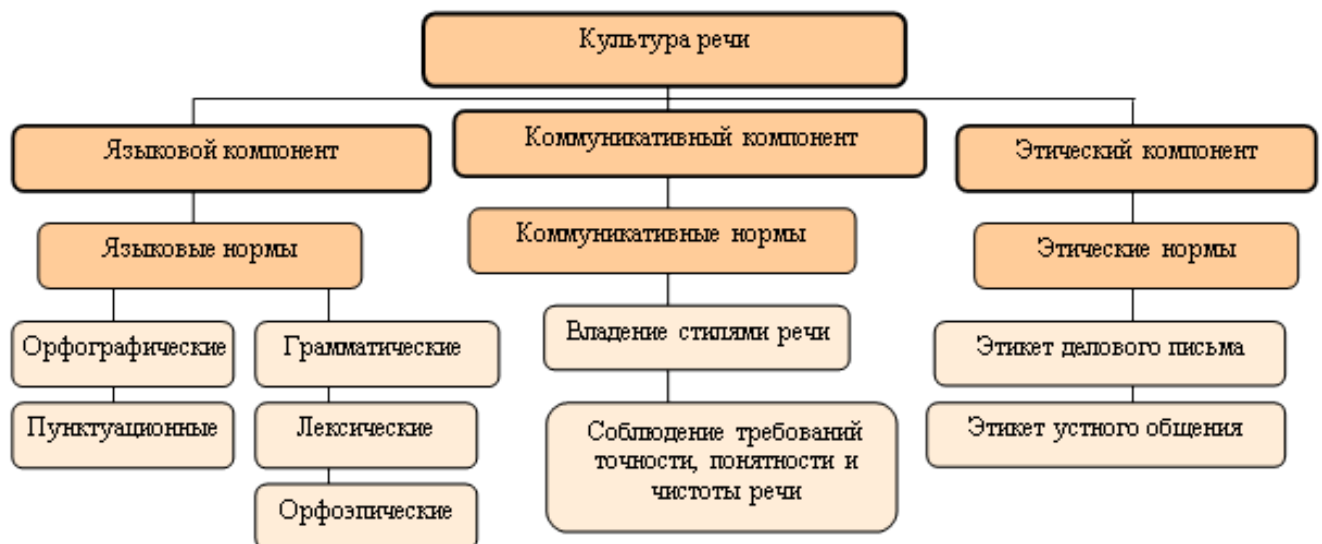 Культура речи
Языковой компонент
Коммуникативный компонент
Этический компонент
Языковые нормы
Коммуникативные нормы
Этические нормы
Орфографические
Грамматические
Владение стилями речи
Этикет делового письма
Пунктуационные
Лексические
Соблюдение требований
точности, понятности и
чистоты речи
Этикет устного общения
Орфоэпические